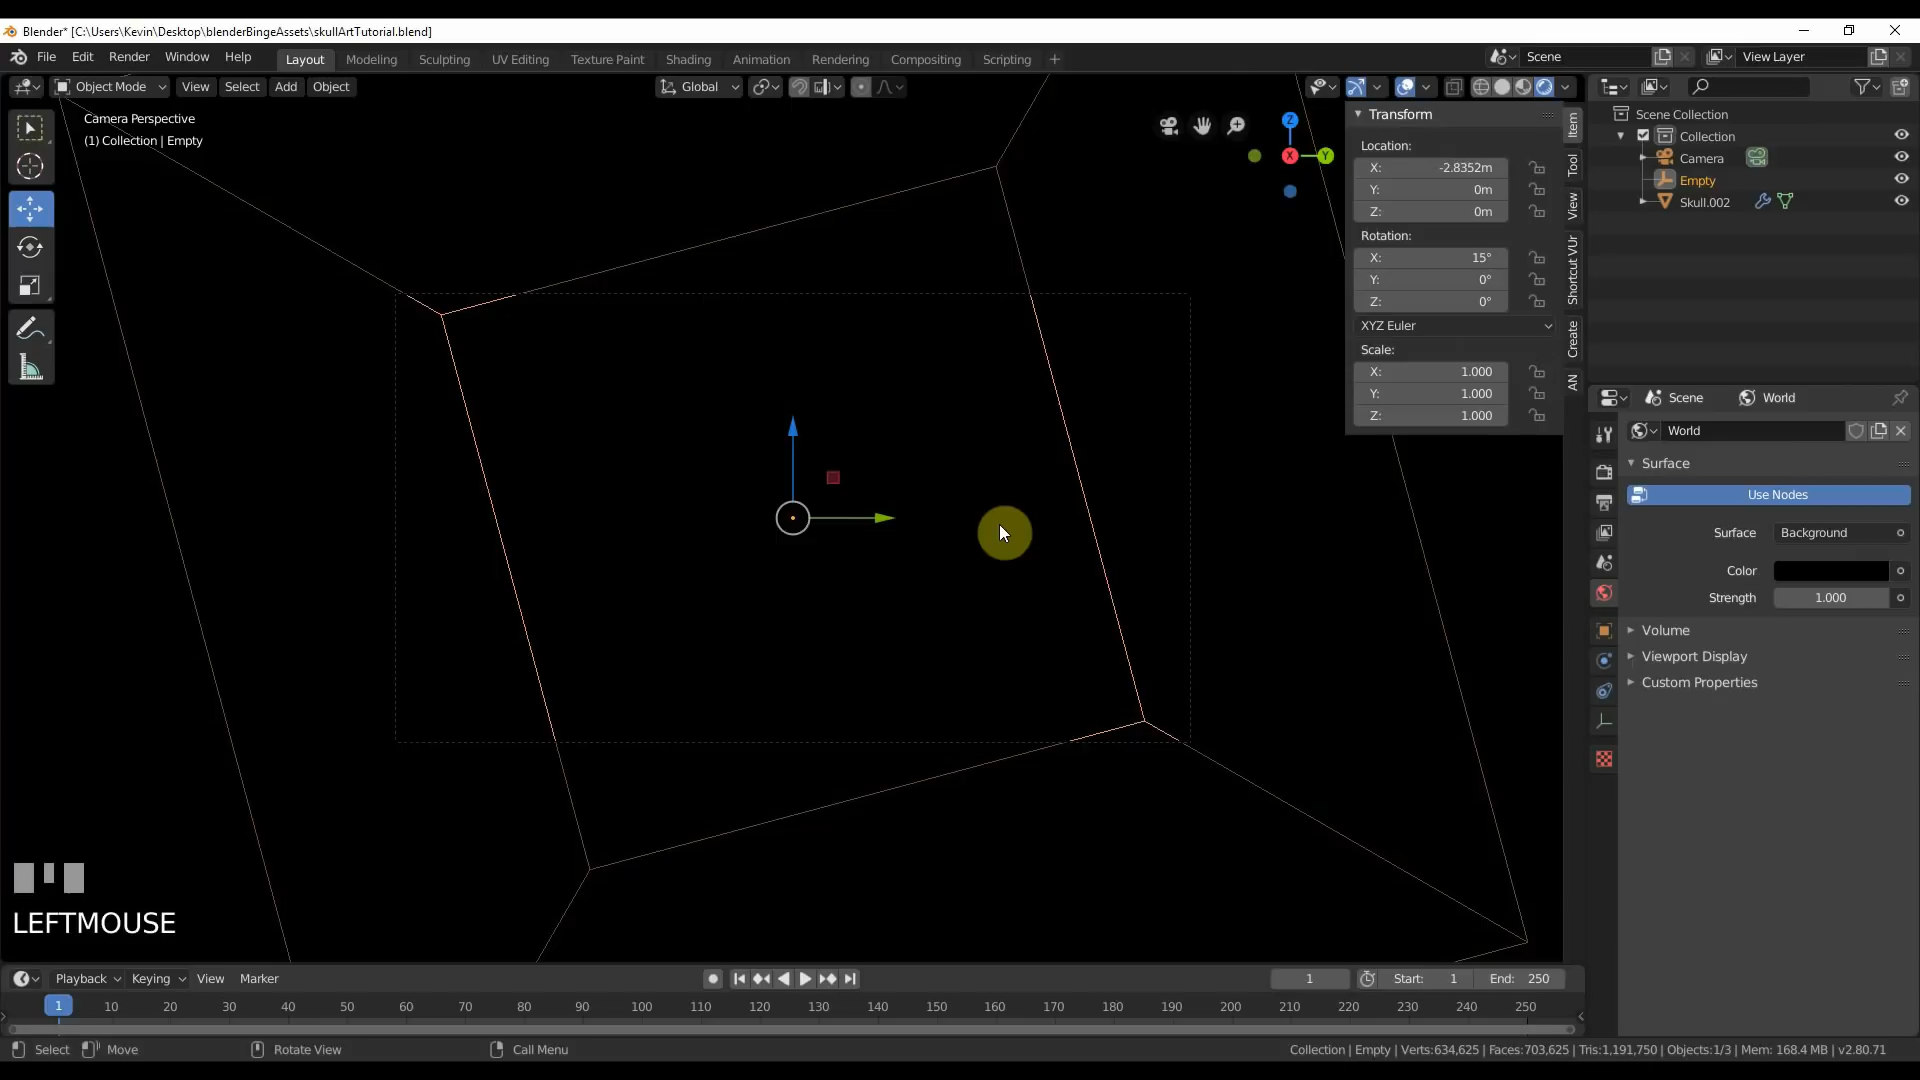 Blender* [C:\Users\Kevin\Desktop\blenderBingeAssets\skullArtTutorial.blend]
File Edit Render Window Help Layout Modeling Sculpting UV Editing Texture Paint Shading Animation Rendering Compositing Scripting + Scene View Layer
Object Mode View Select Add Object Global
Camera Perspective
(1) Collection | Empty
Z
X
Y
Transform
Location:
X: -2.8352m
Y: 0m
Z: 0m
Rotation:
X: 15°
Y: 0°
Z: 0°
XYZ Euler
Scale:
X: 1.000
Y: 1.000
Z: 1.000
Item
Tool
View
Shortcut VUr
Create
AN
Scene Collection
Collection
Camera
Empty
Skull.002
Scene World
World
Surface
Use Nodes
Surface Background
Color
Strength 1.000
Volume
Viewport Display
Custom Properties
LEFTMOUSE
Playback Keying View Marker 1 Start: 1 End: 250
1 10 20 30 40 50 60 70 80 90 100 110 120 130 140 150 160 170 180 190 200 210 220 230 240 250
Select Move Rotate View Call Menu Collection | Empty | Verts:634,625 | Faces:703,625 | Tris:1,191,750 | Objects:1/3 | Mem: 168.4 MB | v2.80.71